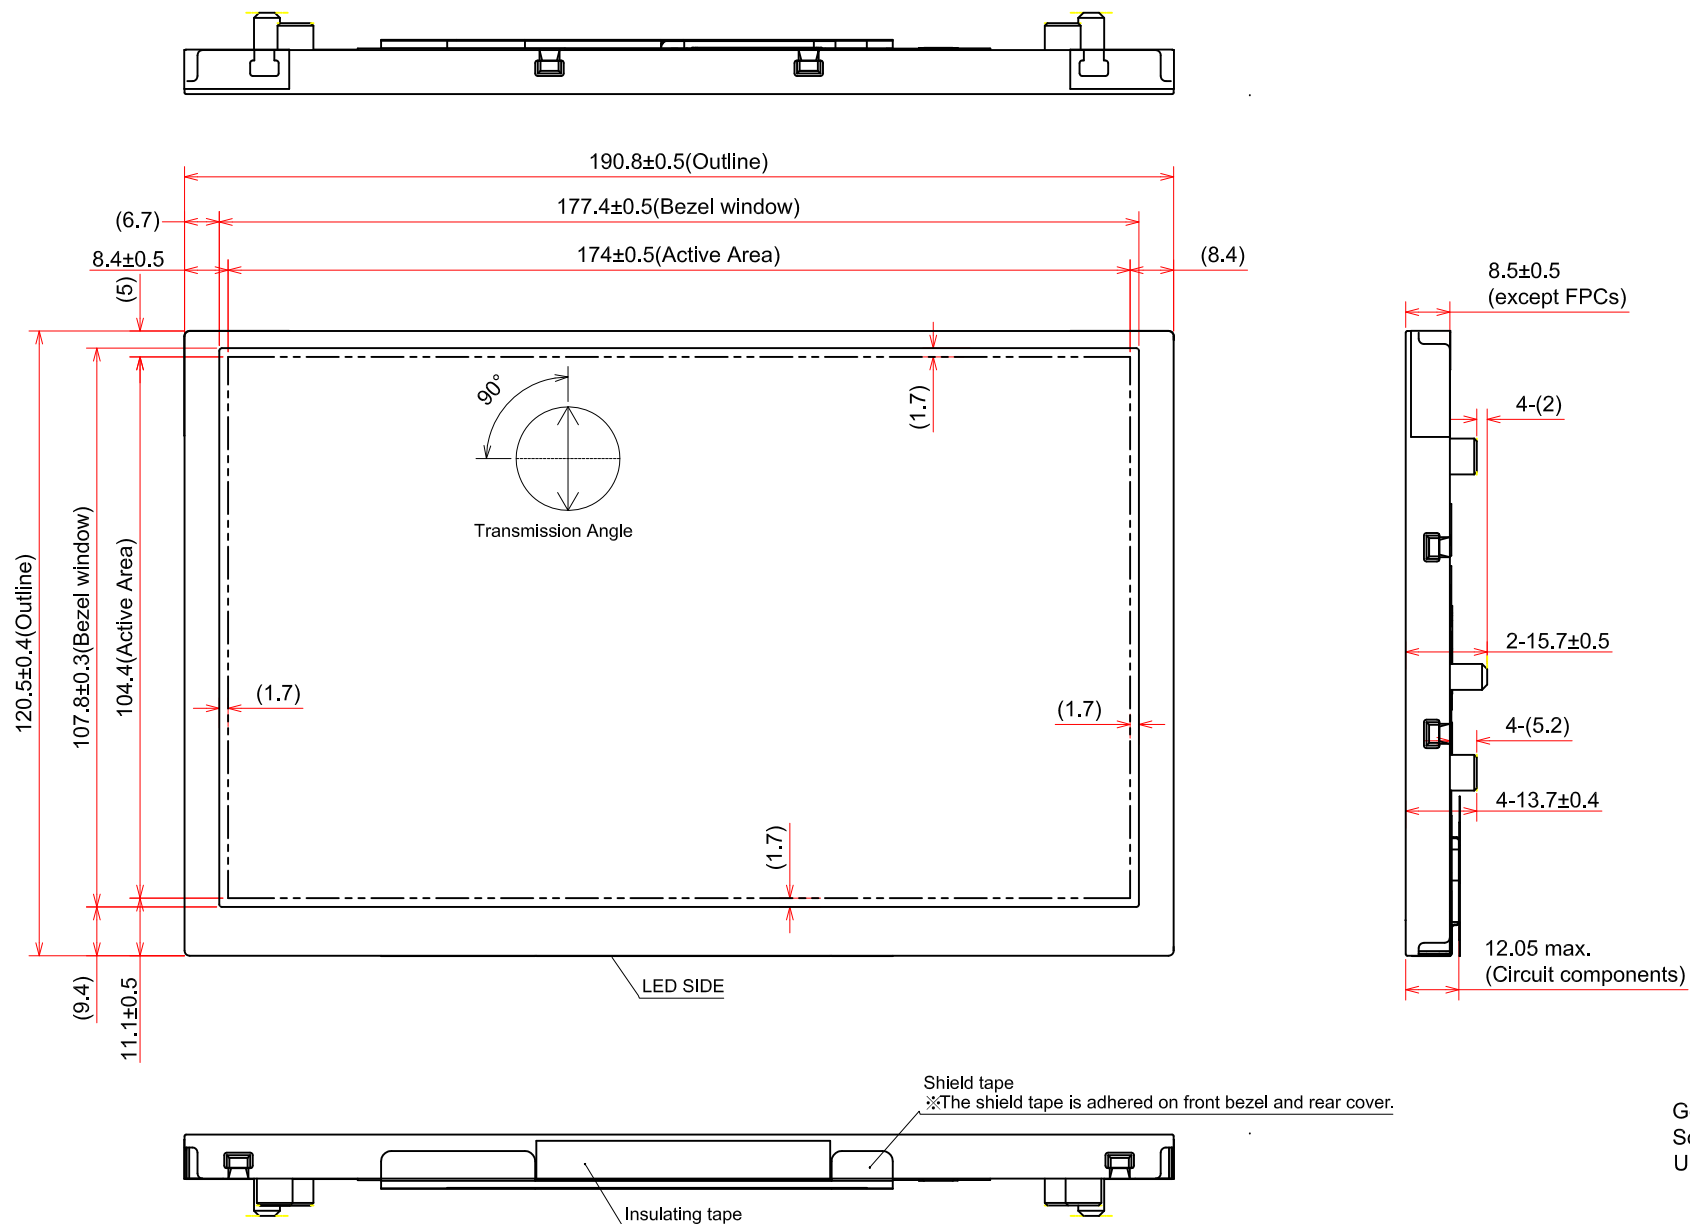 190.8±0.5(Outline)
177.4±0.5(Bezel window)
(6.7)
174±0.5(Active Area)
8.4±0.5
(8.4)
(5)
8.5±0.5
(except FPCs)
90°
(1.7)
4-(2)
Transmission Angle
120.5±0.4(Outline)
107.8±0.3(Bezel window)
104.4(Active Area)
(1.7)
(1.7)
2-15.7±0.5
4-(5.2)
4-13.7±0.4
(1.7)
12.05 max.
(Circuit components)
LED SIDE
(9.4)
11.1±0.5
Shield tape
※The shield tape is adhered on front bezel and rear cover.
Insulating tape